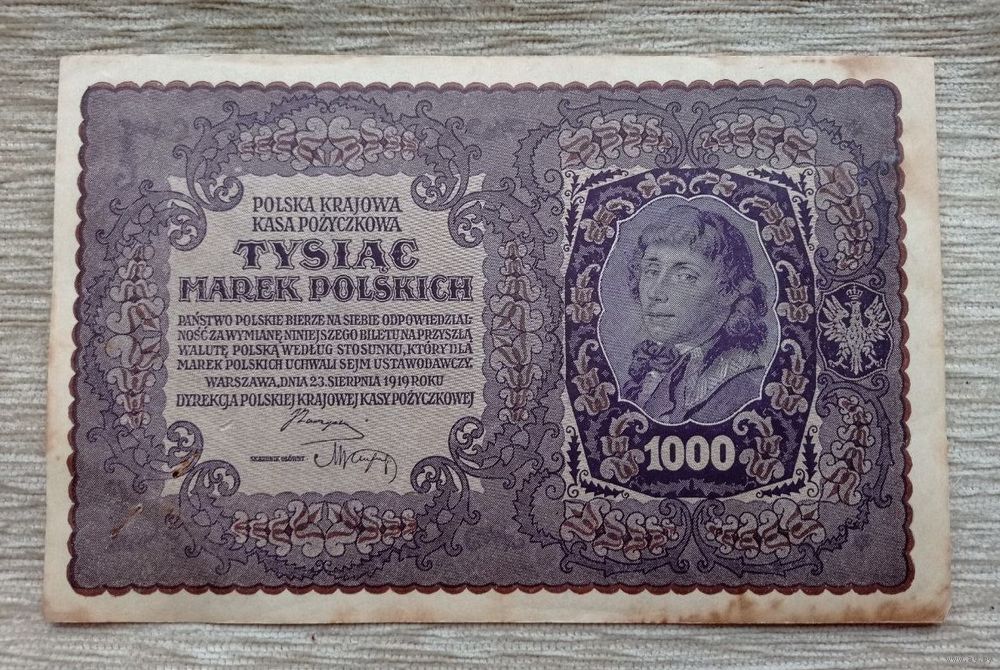 POLSKA KRAJOWA
KASA POŻYCZKOWA
TYSIĄC
MAREK POLSKICH
PAŃSTWO POLSKIE BIERZE NA SIEBIE ODPOWIEDZIAL-
NOŚĆ ZA WYMIANĘ NINIEJSZEGO BILETU NA PRZYSZŁĄ
WALUTĘ POLSKĄ WEDŁUG STOSUNKU, KTÓRY DLA
MAREK POLSKICH UCHWALI SEJM USTAWODAWCZY.
WARSZAWA, DNIA 23. SIERPNIA 1919 ROKU
DYREKCJA POLSKIEJ KRAJOWEJ KASY POŻYCZKOWEJ
SKARBNIK GŁÓWNY
1000